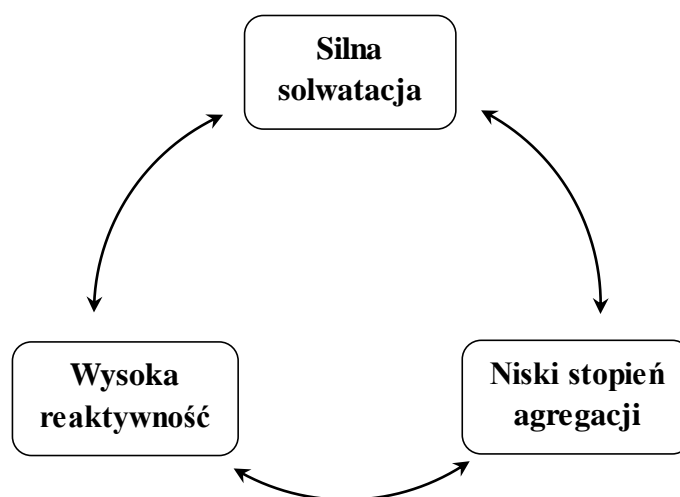 Silna
solwatacja
Wysoka
reaktywność
Niski stopień
agregacji